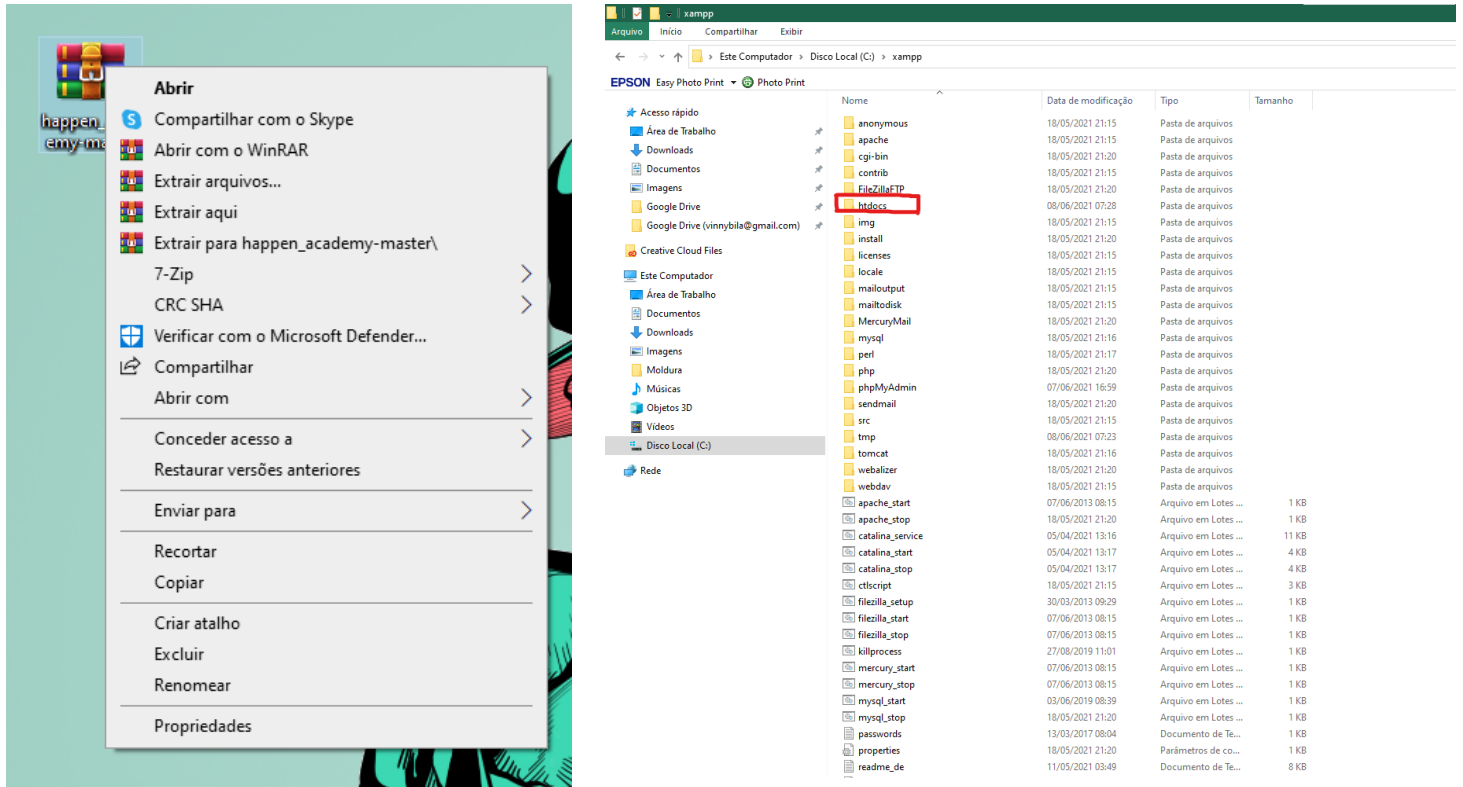 happen_
emy-ma
Abrir
Compartilhar com o Skype
Abrir com o WinRAR
Extrair arquivos...
Extrair aqui
Extrair para happen_academy-master\
7-Zip
CRC SHA
Verificar com o Microsoft Defender...
Compartilhar
Abrir com
Conceder acesso a
Restaurar versões anteriores
Enviar para
Recortar
Copiar
Criar atalho
Excluir
Renomear
Propriedades
xampp
Arquivo Início Compartilhar Exibir
Este Computador > Disco Local (C:) > xampp
EPSON Easy Photo Print Photo Print
Acesso rápido
Área de Trabalho
Downloads
Documentos
Imagens
Google Drive
Google Drive (vinnybila@gmail.com)
Creative Cloud Files
Este Computador
Área de Trabalho
Documentos
Downloads
Imagens
Moldura
Músicas
Objetos 3D
Vídeos
Disco Local (C:)
Rede
Nome Data de modificação Tipo Tamanho
anonymous 18/05/2021 21:15 Pasta de arquivos
apache 18/05/2021 21:15 Pasta de arquivos
cgi-bin 18/05/2021 21:20 Pasta de arquivos
contrib 18/05/2021 21:15 Pasta de arquivos
FileZillaFTP 18/05/2021 21:20 Pasta de arquivos
htdocs 08/06/2021 07:28 Pasta de arquivos
img 18/05/2021 21:15 Pasta de arquivos
install 18/05/2021 21:20 Pasta de arquivos
licenses 18/05/2021 21:15 Pasta de arquivos
locale 18/05/2021 21:15 Pasta de arquivos
mailoutput 18/05/2021 21:15 Pasta de arquivos
mailtodisk 18/05/2021 21:15 Pasta de arquivos
MercuryMail 18/05/2021 21:20 Pasta de arquivos
mysql 18/05/2021 21:16 Pasta de arquivos
perl 18/05/2021 21:17 Pasta de arquivos
php 18/05/2021 21:20 Pasta de arquivos
phpMyAdmin 07/06/2021 16:59 Pasta de arquivos
sendmail 18/05/2021 21:20 Pasta de arquivos
src 18/05/2021 21:15 Pasta de arquivos
tmp 08/06/2021 07:23 Pasta de arquivos
tomcat 18/05/2021 21:16 Pasta de arquivos
webalizer 18/05/2021 21:20 Pasta de arquivos
webdav 18/05/2021 21:15 Pasta de arquivos
apache_start 07/06/2013 08:15 Arquivo em Lotes ... 1 KB
apache_stop 18/05/2021 21:20 Arquivo em Lotes ... 1 KB
catalina_service 05/04/2021 13:16 Arquivo em Lotes ... 11 KB
catalina_start 05/04/2021 13:17 Arquivo em Lotes ... 4 KB
catalina_stop 05/04/2021 13:17 Arquivo em Lotes ... 4 KB
ctlscript 18/05/2021 21:15 Arquivo em Lotes ... 3 KB
filezilla_setup 30/03/2013 09:29 Arquivo em Lotes ... 1 KB
filezilla_start 07/06/2013 08:15 Arquivo em Lotes ... 1 KB
filezilla_stop 07/06/2013 08:15 Arquivo em Lotes ... 1 KB
killprocess 27/08/2019 11:01 Arquivo em Lotes ... 1 KB
mercury_start 07/06/2013 08:15 Arquivo em Lotes ... 1 KB
mercury_stop 07/06/2013 08:15 Arquivo em Lotes ... 1 KB
mysql_start 03/06/2019 08:39 Arquivo em Lotes ... 1 KB
mysql_stop 18/05/2021 21:20 Arquivo em Lotes ... 1 KB
passwords 13/03/2017 08:04 Documento de Te... 1 KB
properties 18/05/2021 21:20 Parâmetros de co... 1 KB
readme_de 11/05/2021 03:49 Documento de Te... 8 KB